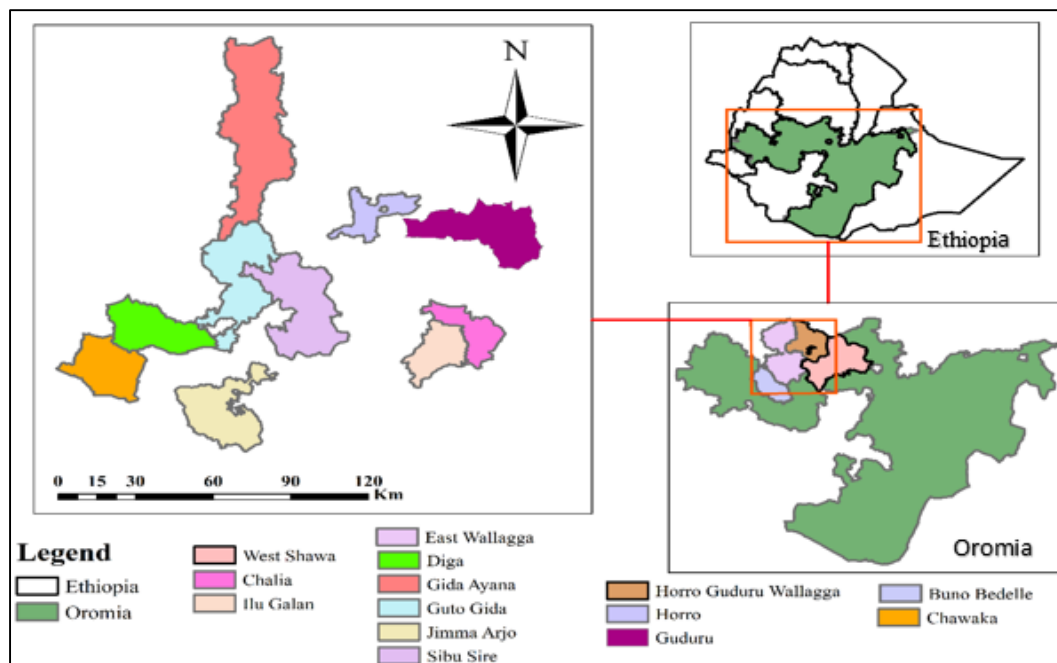 N
Ethiopia
0 15 30 60 90 120
Km
Oromia
Legend
Ethiopia
Oromia
West Shawa
Chalia
Ilu Galan
East Wallagga
Diga
Gida Ayana
Guto Gida
Jimma Arjo
Sibu Sire
Horro Guduru Wallagga
Horro
Guduru
Buno Bedelle
Chawaka